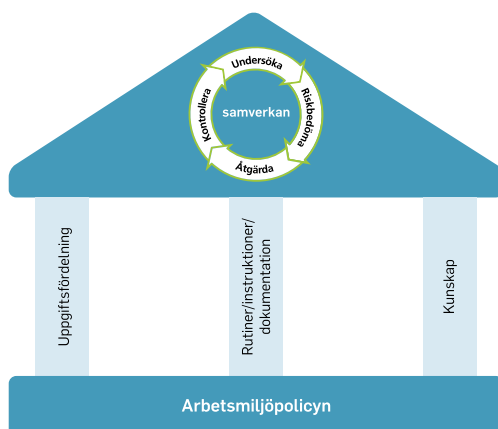 Undersöka
Riskbedöma
Åtgärda
Kontrollera
samverkan
Uppgiftsfördelning
Rutiner/instruktioner/
dokumentation
Kunskap
Arbetsmiljöpolicyn